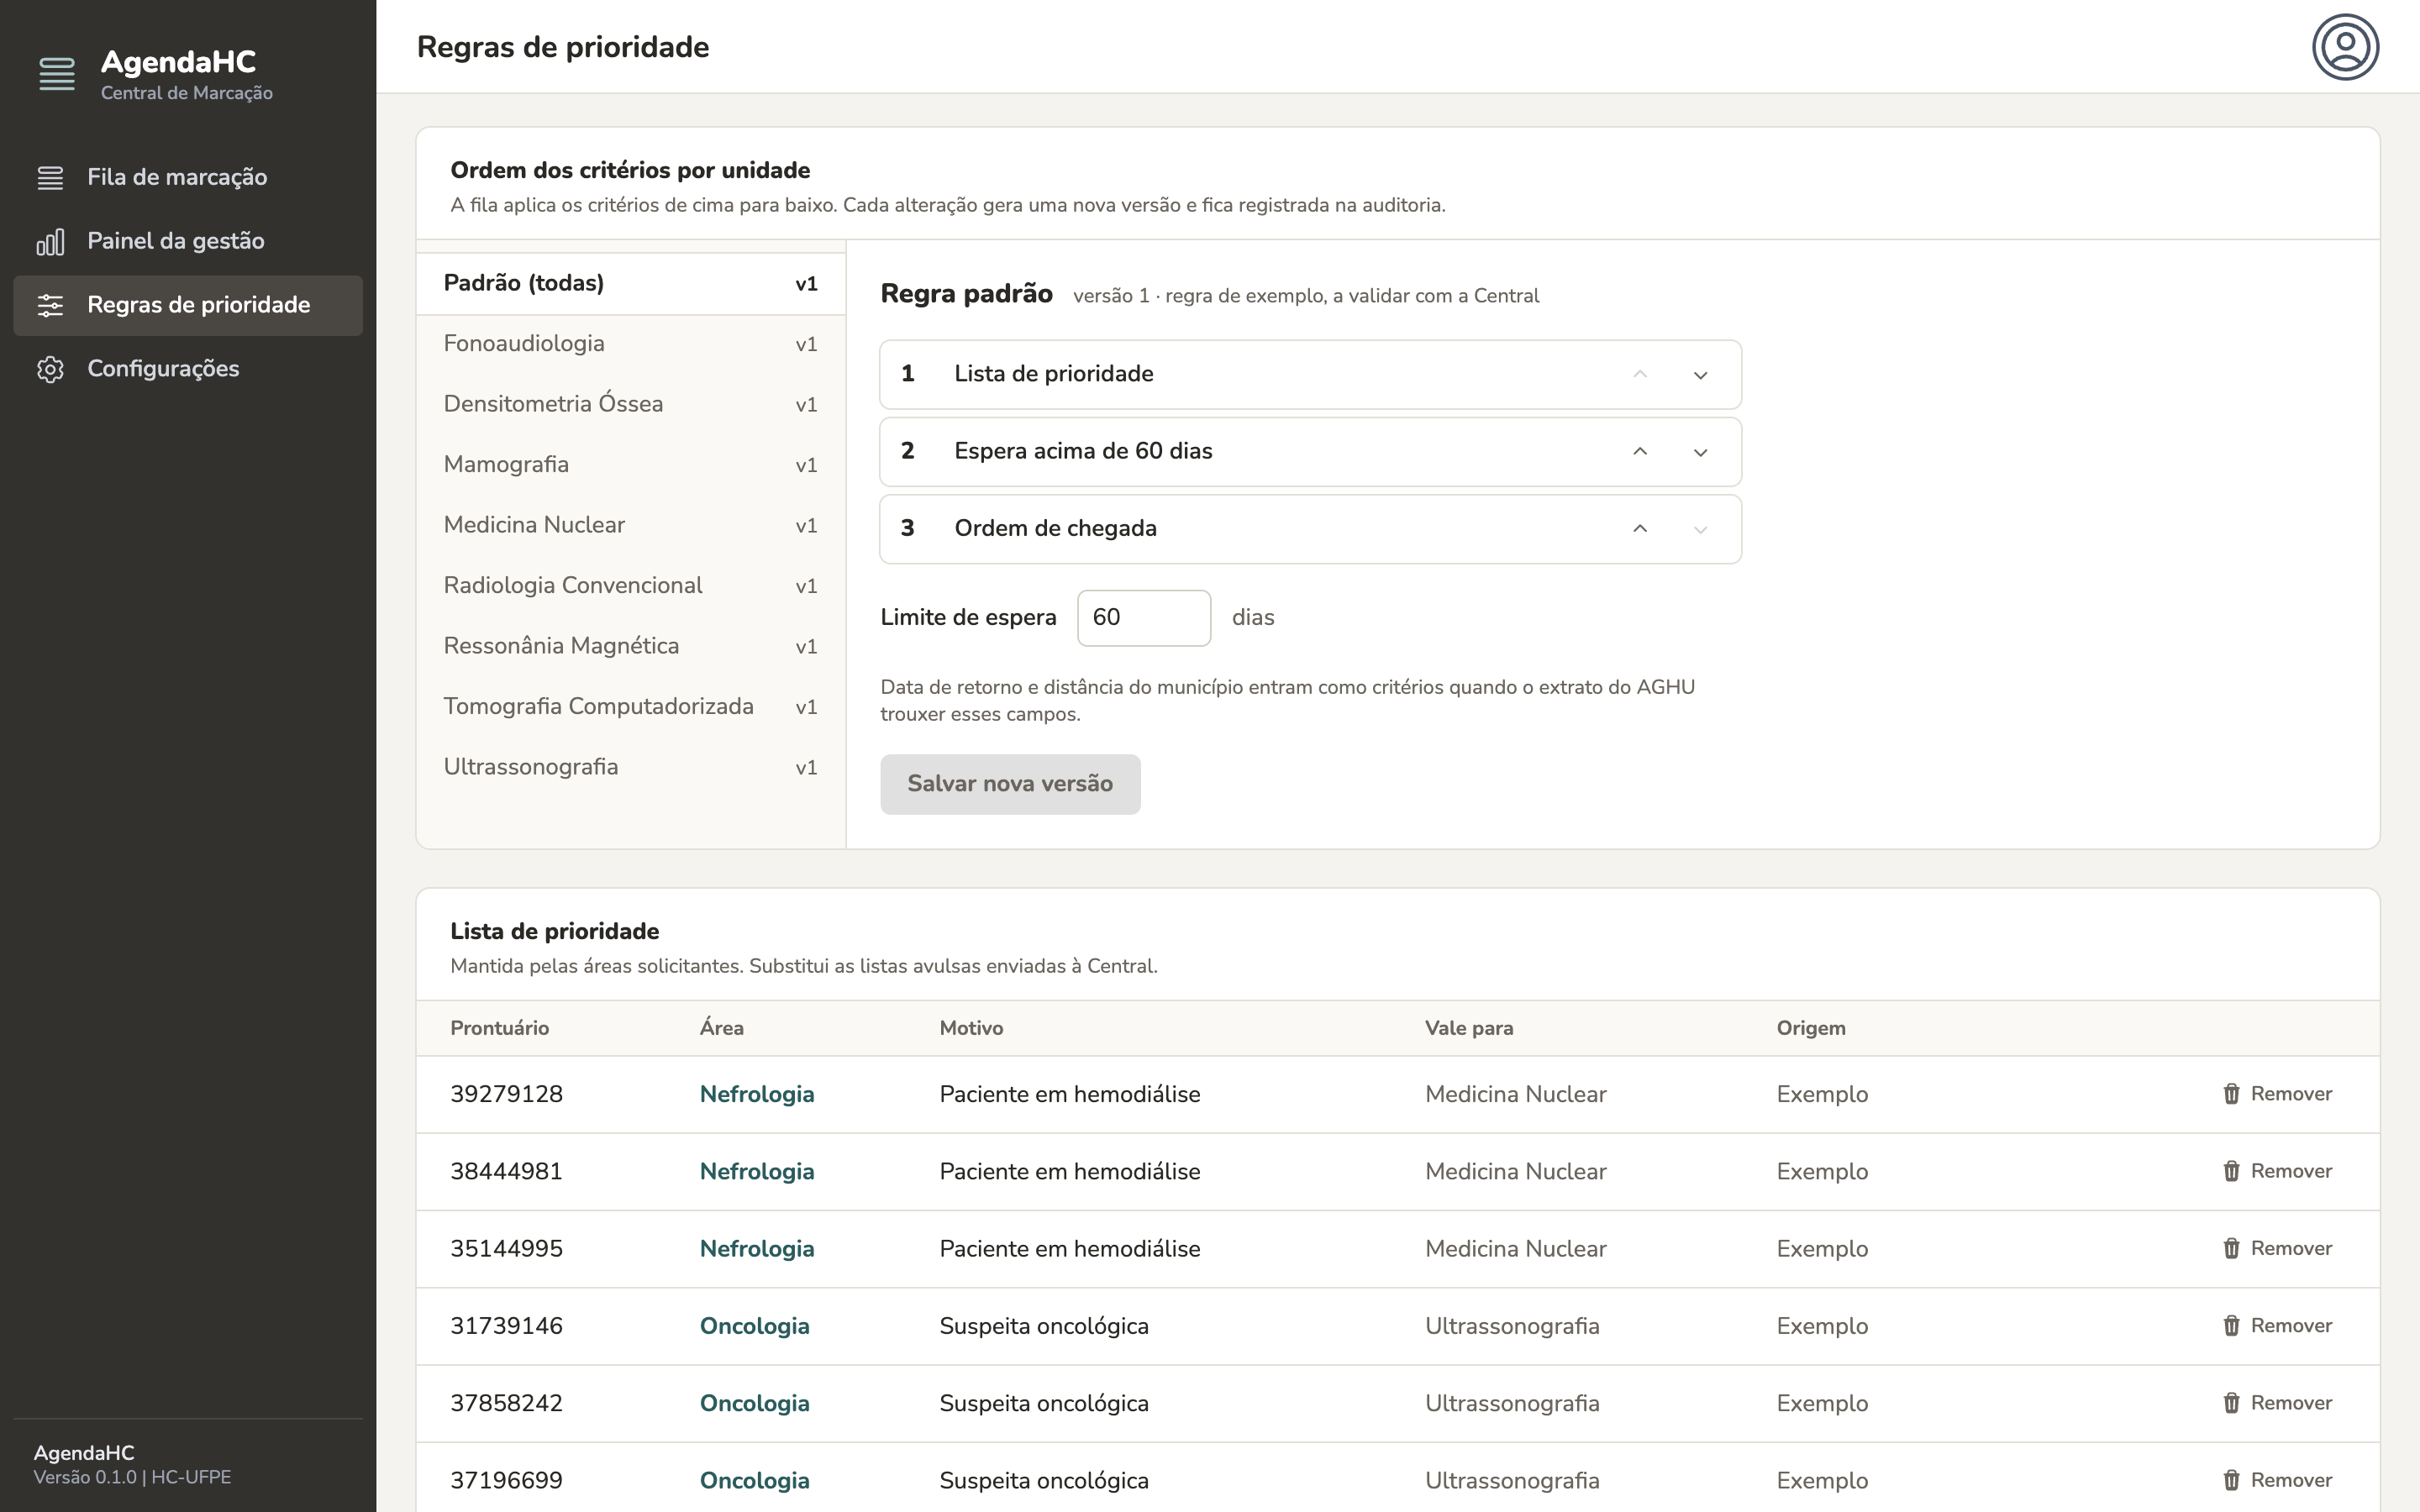 AgendaHC
Central de Marcação
Fila de marcação
Painel da gestão
Regras de prioridade
Configurações
AgendaHC
Versão 0.1.0 | HC-UFPE
Regras de prioridade
Ordem dos critérios por unidade
A fila aplica os critérios de cima para baixo. Cada alteração gera uma nova versão e fica registrada na auditoria.
Padrão (todas) v1
Fonoaudiologia v1
Densitometria Óssea v1
Mamografia v1
Medicina Nuclear v1
Radiologia Convencional v1
Ressonância Magnética v1
Tomografia Computadorizada v1
Ultrassonografia v1
Regra padrão versão 1 · regra de exemplo, a validar com a Central
1 Lista de prioridade
2 Espera acima de 60 dias
3 Ordem de chegada
Limite de espera 60 dias
Data de retorno e distância do município entram como critérios quando o extrato do AGHU
trouxer esses campos.
Salvar nova versão
Lista de prioridade
Mantida pelas áreas solicitantes. Substitui as listas avulsas enviadas à Central.
Prontuário Área Motivo Vale para Origem
39279128 Nefrologia Paciente em hemodiálise Medicina Nuclear Exemplo Remover
38444981 Nefrologia Paciente em hemodiálise Medicina Nuclear Exemplo Remover
35144995 Nefrologia Paciente em hemodiálise Medicina Nuclear Exemplo Remover
31739146 Oncologia Suspeita oncológica Ultrassonografia Exemplo Remover
37858242 Oncologia Suspeita oncológica Ultrassonografia Exemplo Remover
37196699 Oncologia Suspeita oncológica Ultrassonografia Exemplo Remover